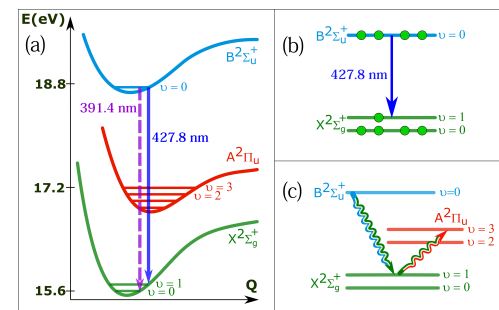 E(eV)
(a)
B²Σᵤ⁺
18.8
υ = 0
391.4 nm
427.8 nm
A²Πᵤ
17.2
υ = 3
υ = 2
X²Σg⁺
υ = 1
υ = 0
15.6
Q
(b)
B²Σᵤ⁺
υ = 0
427.8 nm
X²Σg⁺
υ = 1
υ = 0
(c)
B²Σᵤ⁺
υ=0
A²Πᵤ
υ = 3
υ = 2
X²Σg⁺
υ = 1
υ = 0